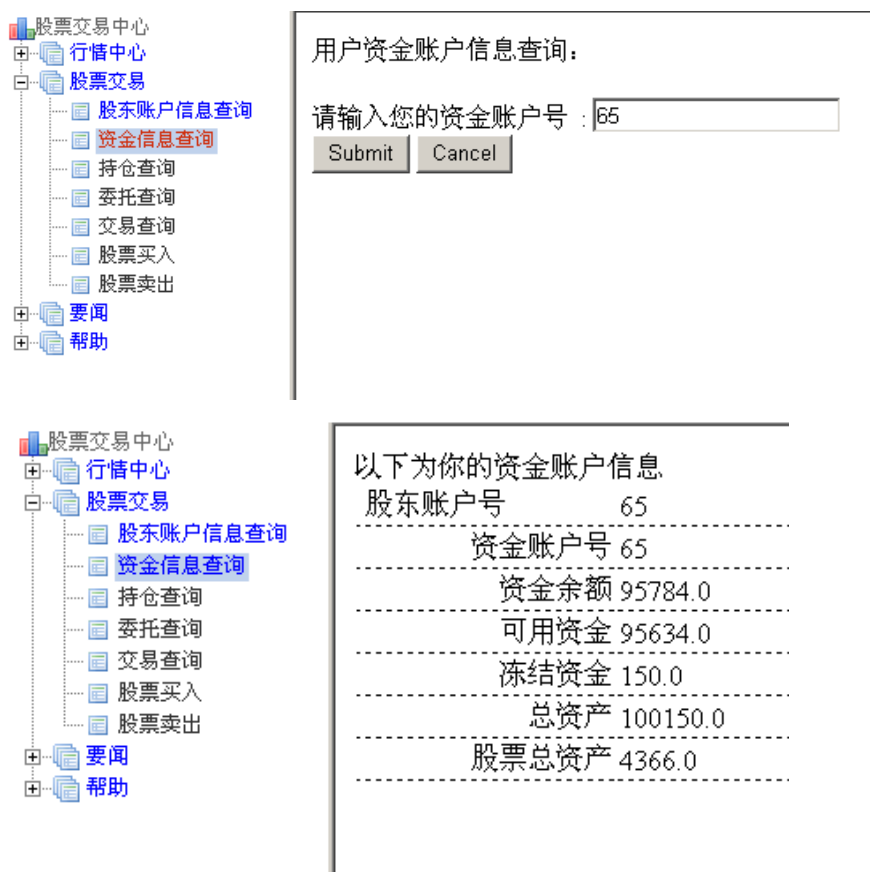 股票交易中心
行情中心
股票交易
股东账户信息查询
资金信息查询
持仓查询
委托查询
交易查询
股票买入
股票卖出
要闻
帮助
用户资金账户信息查询：
请输入您的资金账户号 : 65
Submit Cancel
股票交易中心
行情中心
股票交易
股东账户信息查询
资金信息查询
持仓查询
委托查询
交易查询
股票买入
股票卖出
要闻
帮助
以下为你的资金账户信息
股东账户号 65
资金账户号 65
资金余额 95784.0
可用资金 95634.0
冻结资金 150.0
总资产 100150.0
股票总资产 4366.0